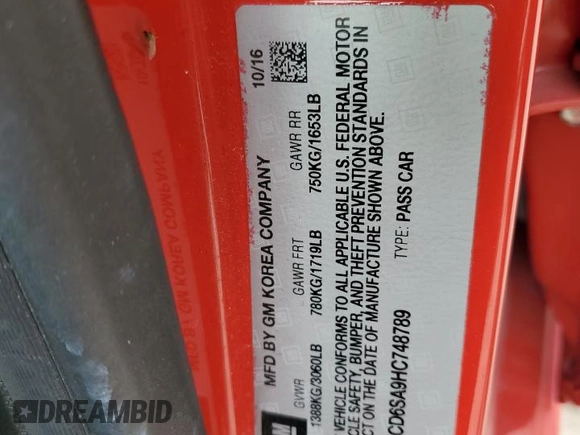 MFD BY GM KOREA COMPANY 10/16
GVWR GAWR FRT GAWR RR
1388KG/3060LB 780KG/1719LB 750KG/1653LB
VEHICLE CONFORMS TO ALL APPLICABLE U.S. FEDERAL MOTOR
SAFETY, BUMPER, AND THEFT PREVENTION STANDARDS IN
ON THE DATE OF MANUFACTURE SHOWN ABOVE.
CD6SA9HC748789 TYPE: PASS CAR
GM
DREAMBID